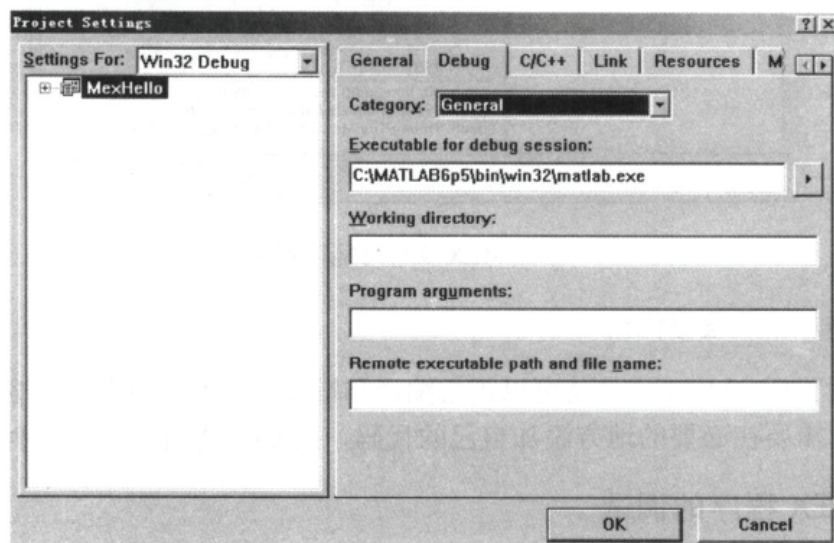 Project Settings
Settings For: Win32 Debug
MexHello
General Debug C/C++ Link Resources M
Category: General
Executable for debug session:
C:\MATLAB6p5\bin\win32\matlab.exe
Working directory:
Program arguments:
Remote executable path and file name:
OK Cancel